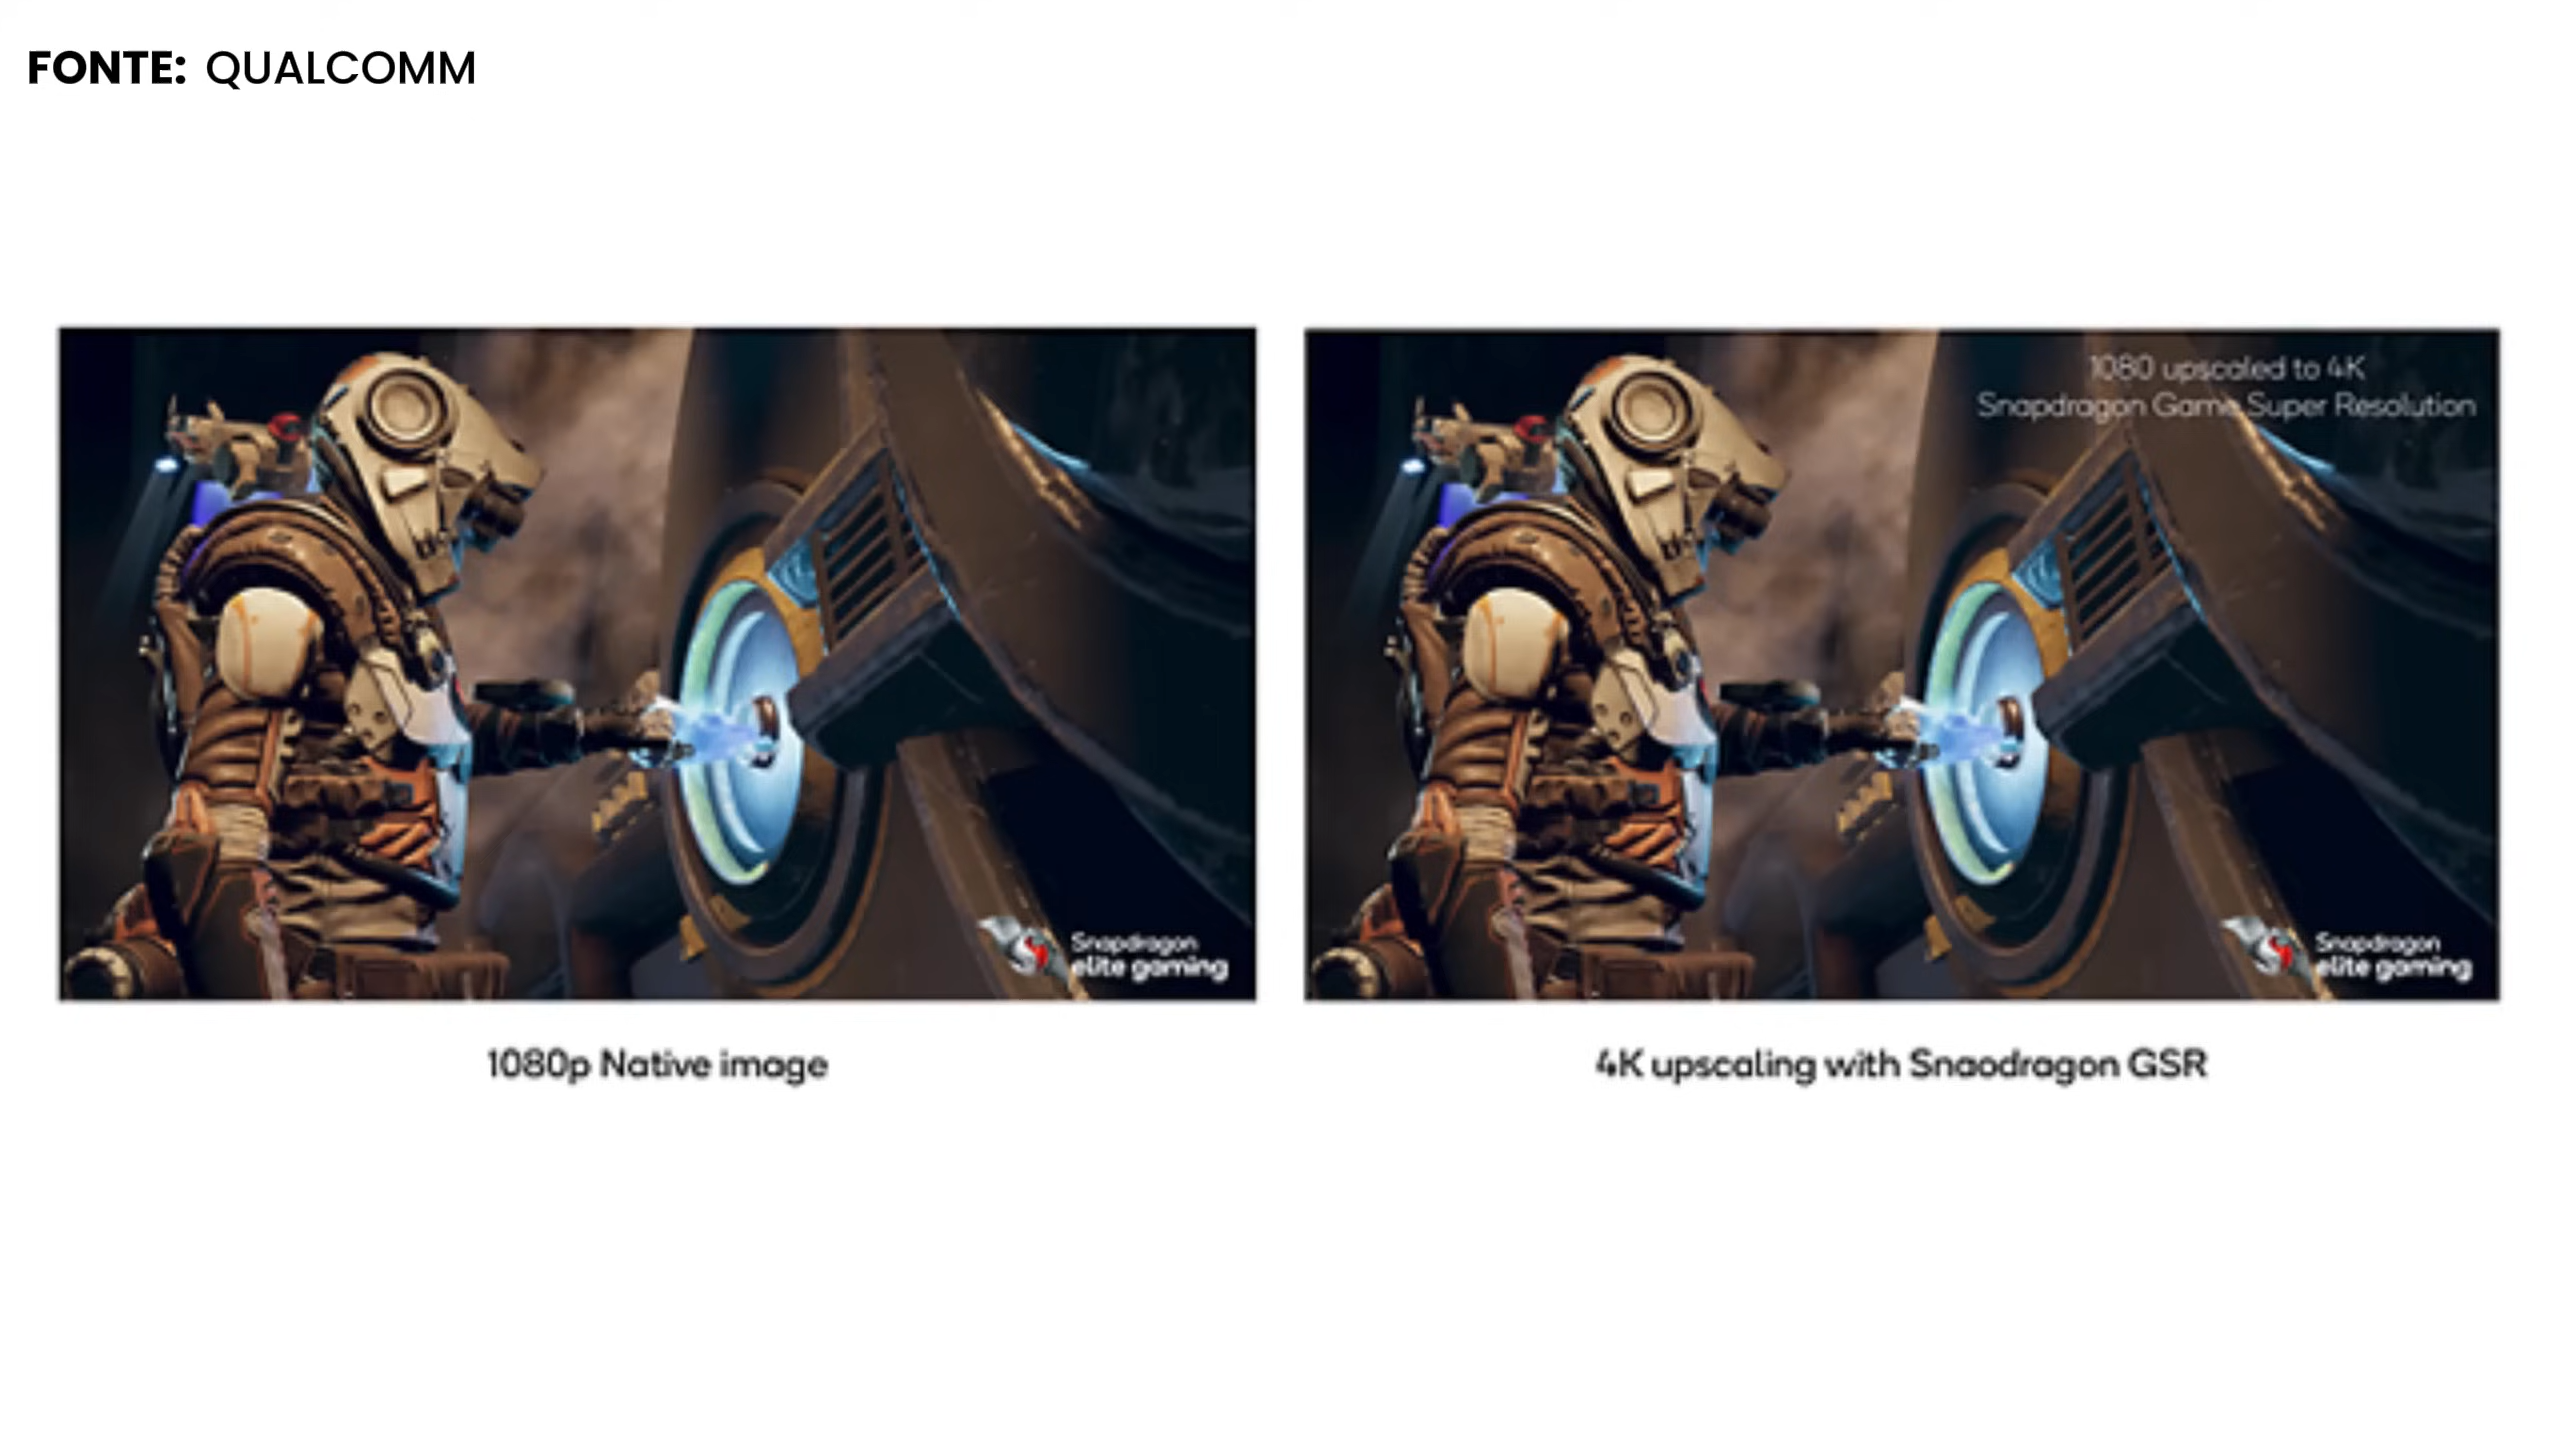 FONTE: QUALCOMM
1080 upscaled to 4K
Snapdragon Game Super Resolution
Snapdragon
elite gaming
Snapdragon
elite gaming
1080p Native image
4K upscaling with Snaodragon GSR